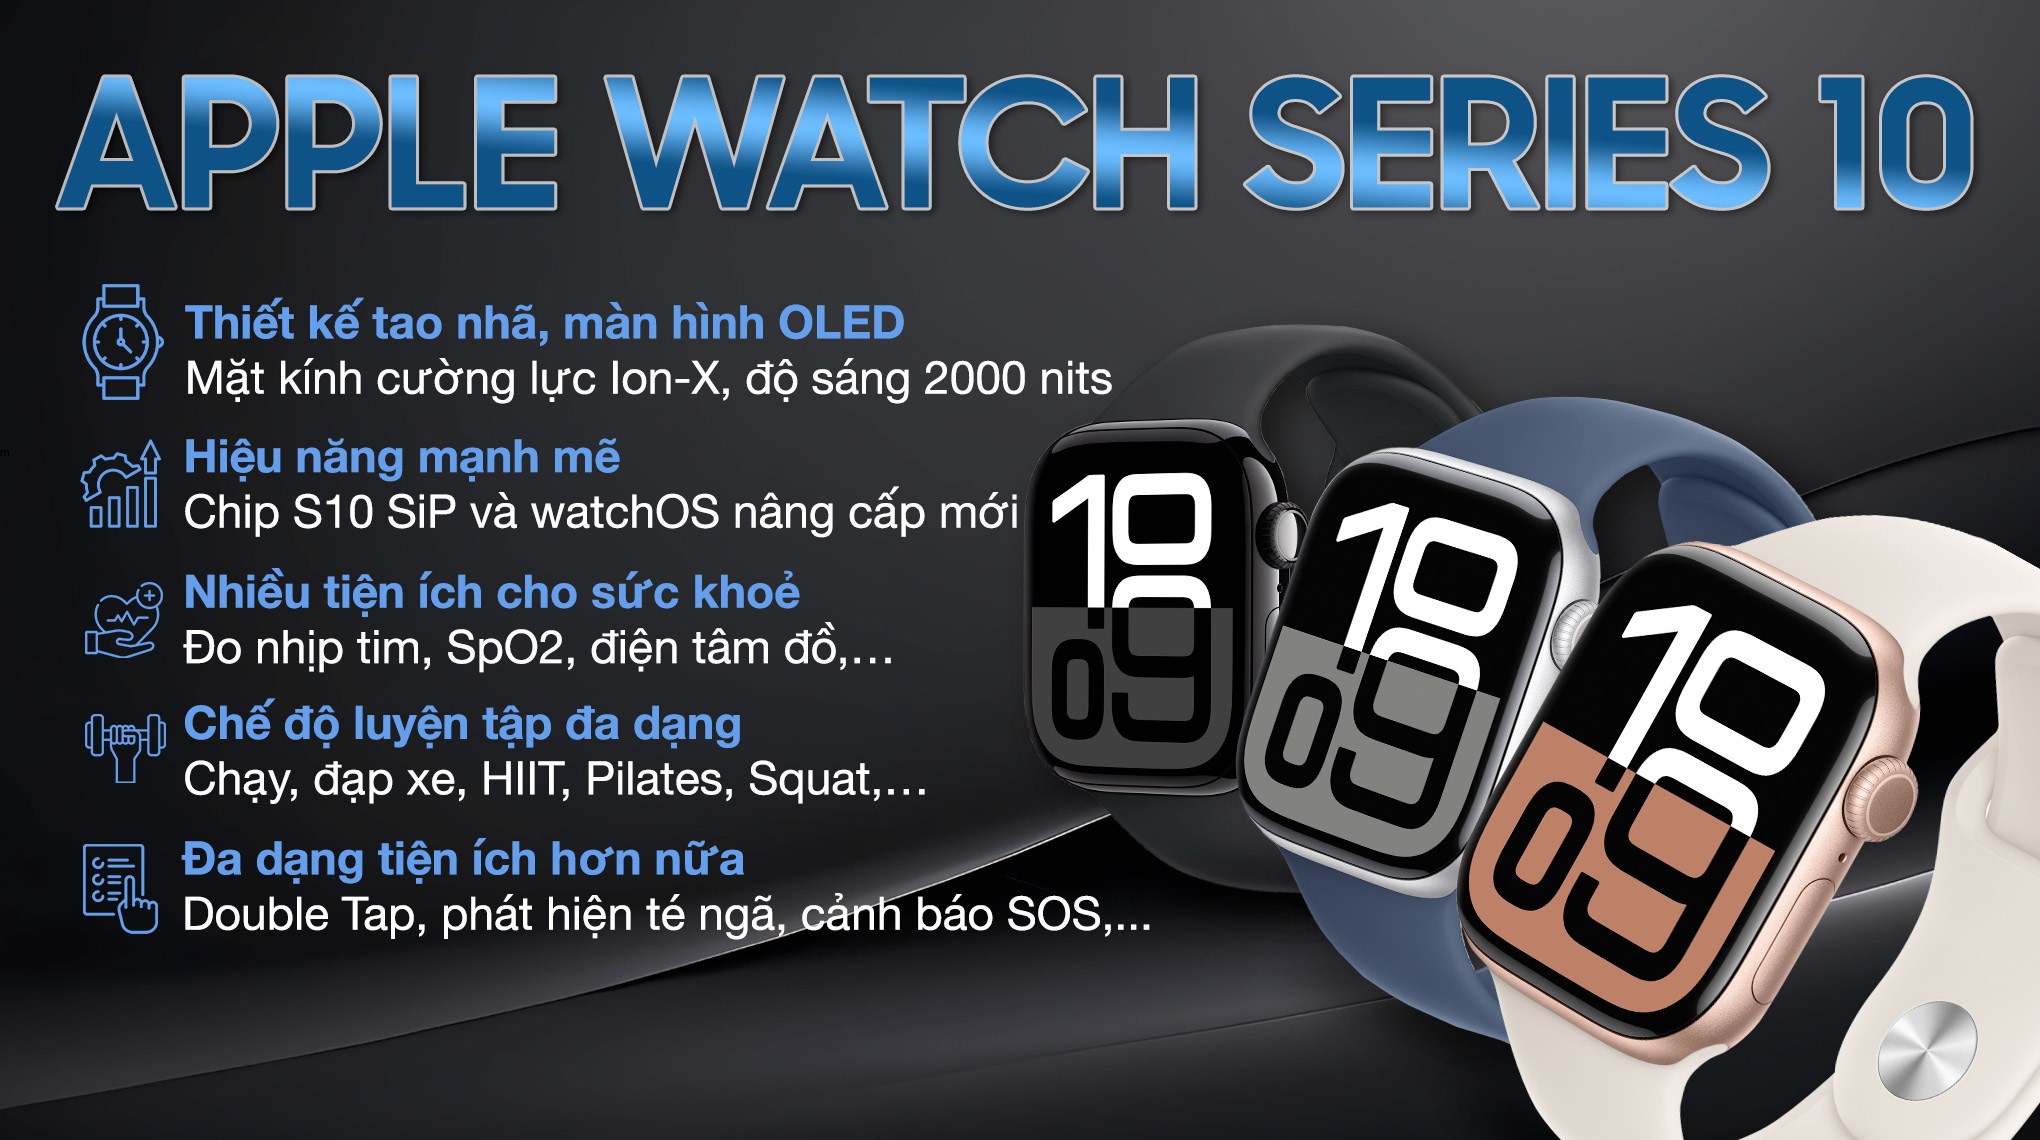 APPLE WATCH SERIES 10
Thiết kế tao nhã, màn hình OLED
Mặt kính cường lực Ion-X, độ sáng 2000 nits
Hiệu năng mạnh mẽ
Chip S10 SiP và watchOS nâng cấp mới
Nhiều tiện ích cho sức khoẻ
Đo nhịp tim, SpO2, điện tâm đồ,...
Chế độ luyện tập đa dạng
Chạy, đạp xe, HIIT, Pilates, Squat,...
Đa dạng tiện ích hơn nữa
Double Tap, phát hiện té ngã, cảnh báo SOS,...
10
09
10
09
10
09